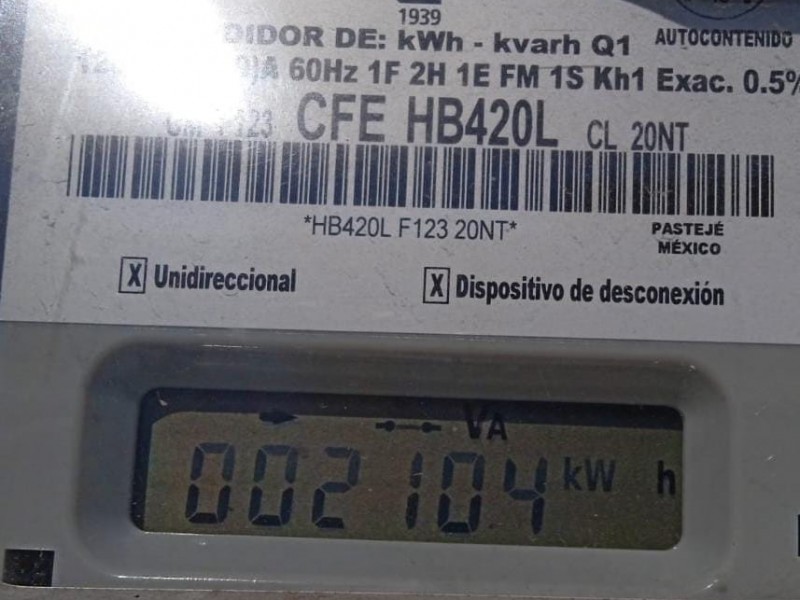 1939
DIDOR DE: kWh - kvarh Q1 AUTOCONTENIDO
60Hz 1F 2H 1E FM 1S Kh1 Exac. 0.5%
CFE HB420L CL 20NT
*HB420L F123 20NT*
PASTEJÉ
MÉXICO
X Unidireccional
X Dispositivo de desconexión
VA
002104 kW h